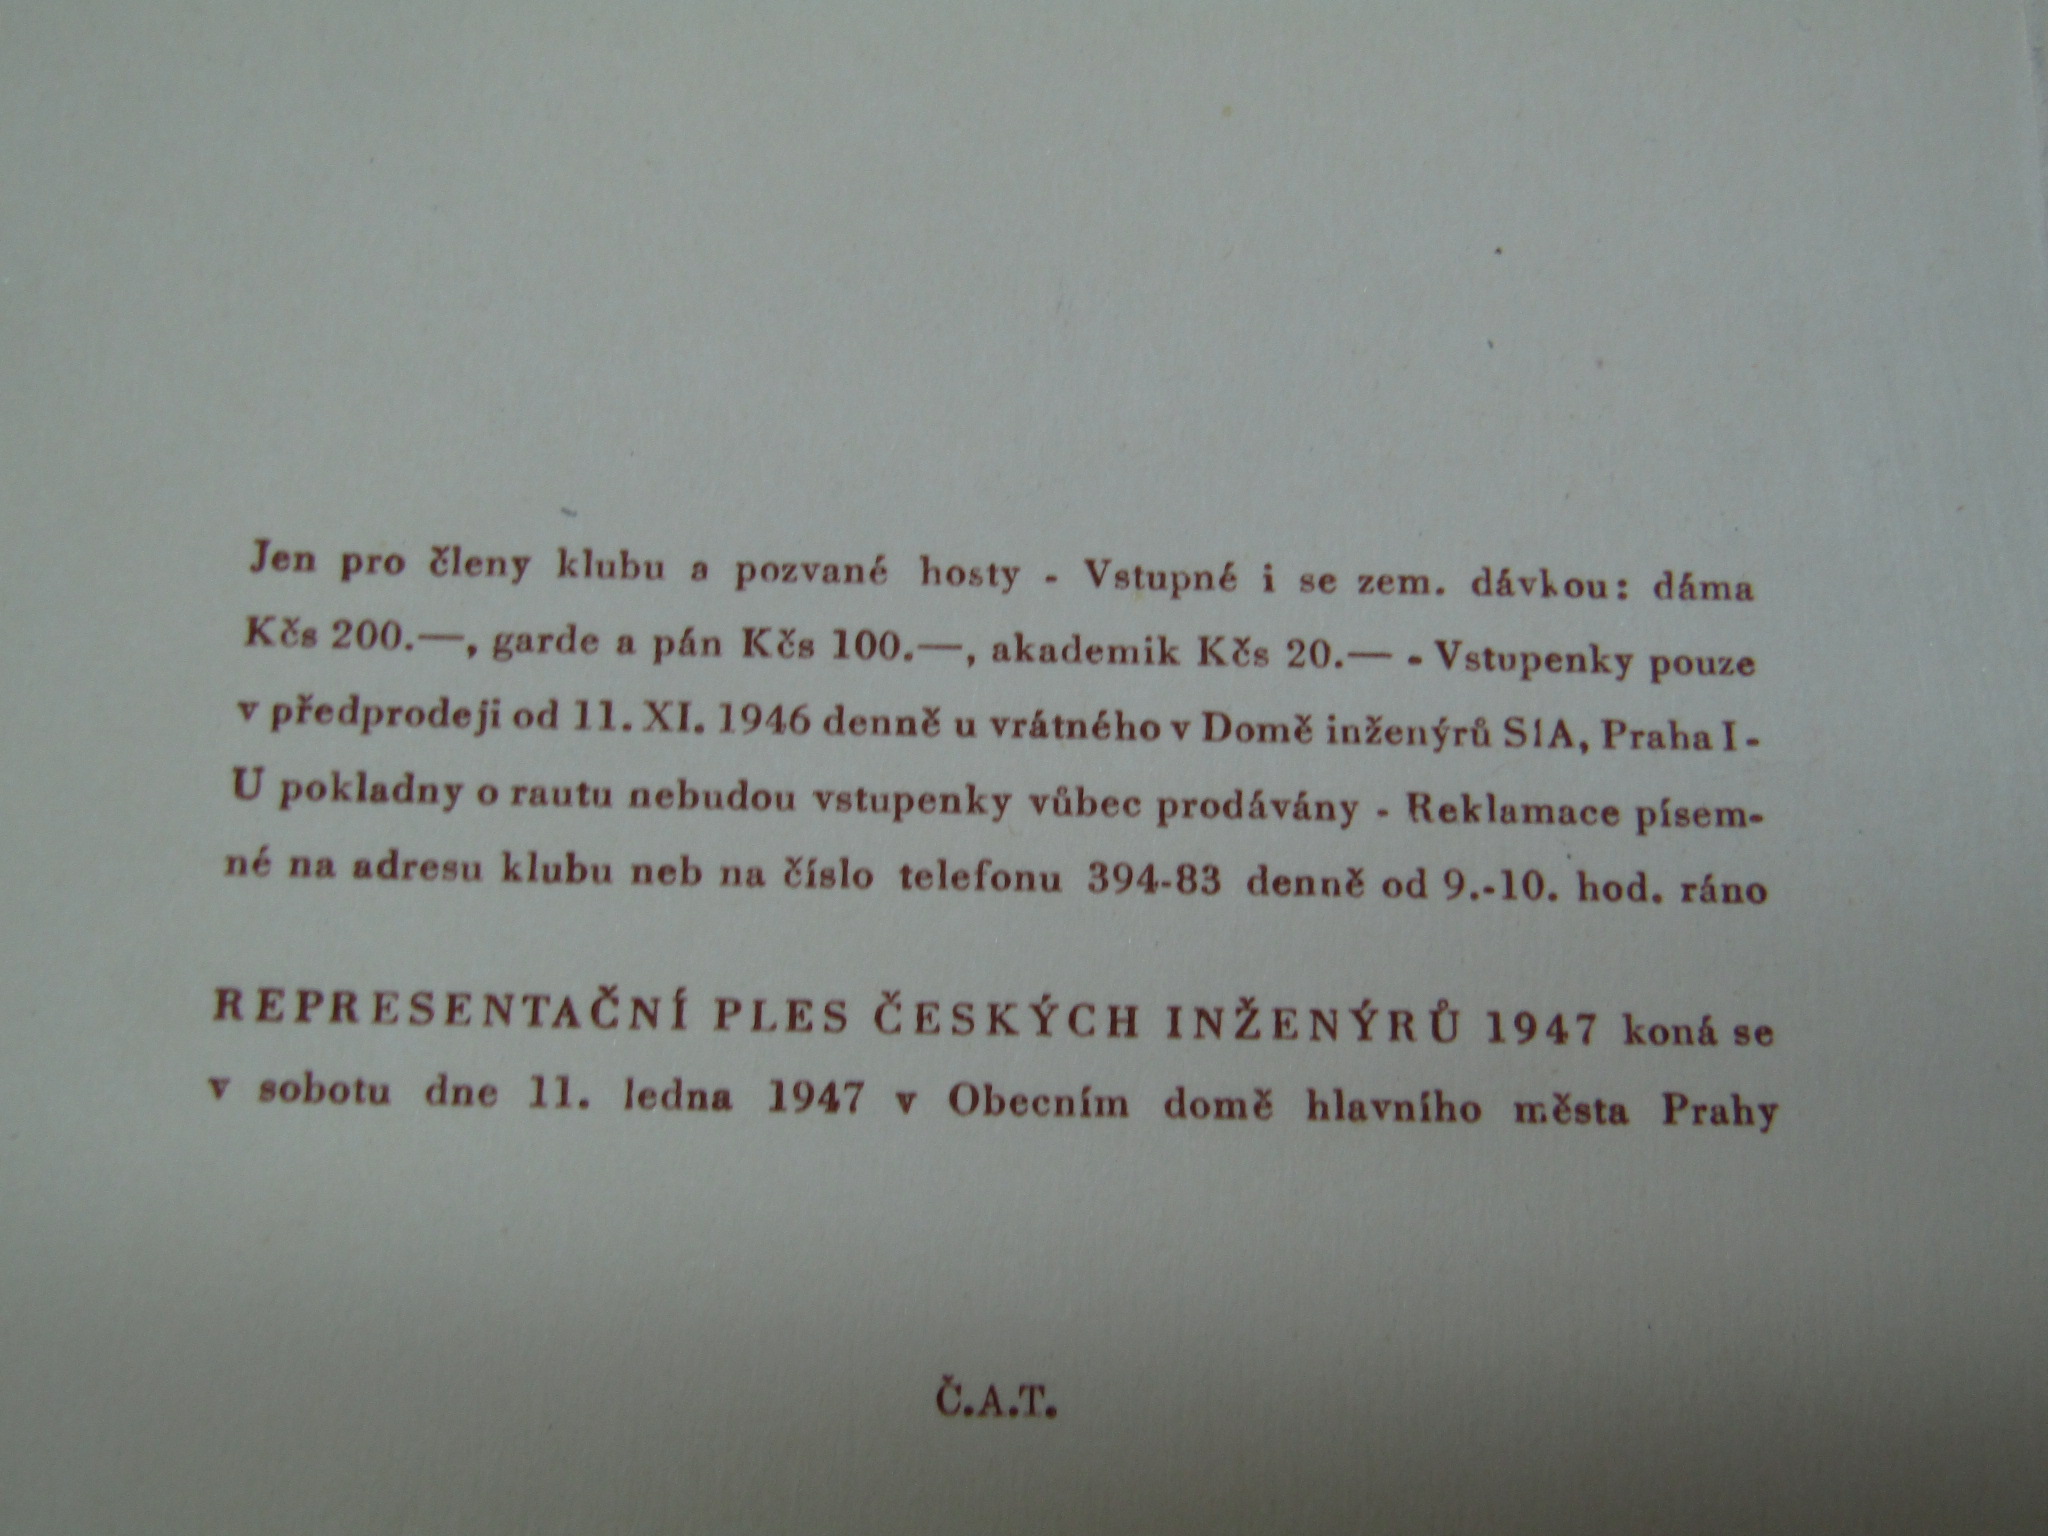 Jen pro členy klubu a pozvané hosty - Vstupné i se zem. dávkou: dáma
Kčs 200.—, garde a pán Kčs 100.—, akademik Kčs 20.— - Vstupenky pouze
v předprodeji od 11. XI. 1946 denně u vrátného v Domě inženýrů SIA, Praha I -
U pokladny o rautu nebudou vstupenky vůbec prodávány - Reklamace písem-
né na adresu klubu neb na číslo telefonu 394-83 denně od 9.-10. hod. ráno
REPRESENTAČNÍ PLES ČESKÝCH INŽENÝRŮ 1947 koná se
v sobotu dne 11. ledna 1947 v Obecním domě hlavního města Prahy
Č.A.T.